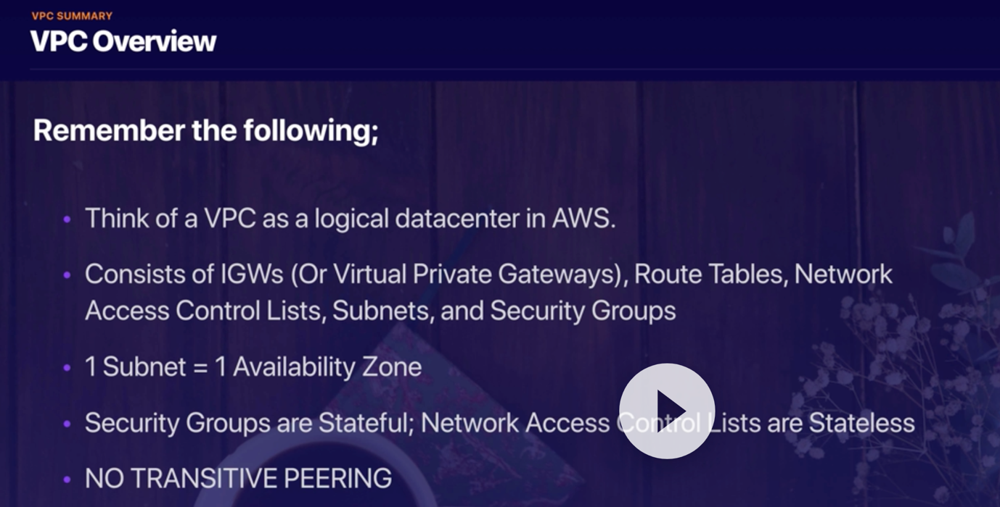 VPC SUMMARY
VPC Overview
Remember the following;
• Think of a VPC as a logical datacenter in AWS.
• Consists of IGWs (Or Virtual Private Gateways), Route Tables, Network
Access Control Lists, Subnets, and Security Groups
• 1 Subnet = 1 Availability Zone
• Security Groups are Stateful; Network Access Control Lists are Stateless
• NO TRANSITIVE PEERING